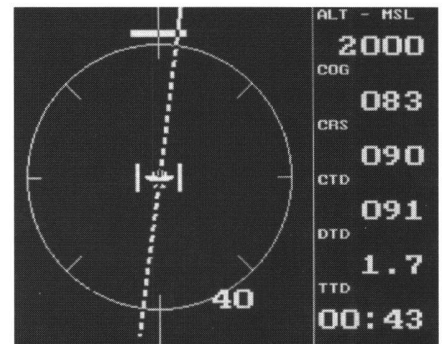 ALT - MSL
2000
COG
083
CRS
090
CTD
091
DTD
1.7
TTD
00:43
40